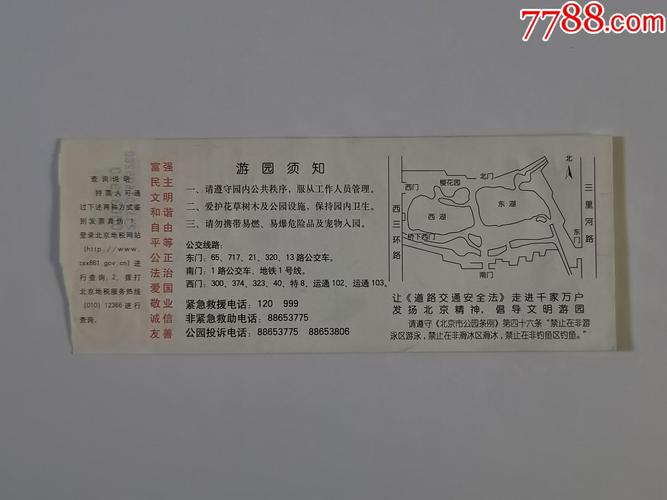 7788.com
查询说明
持票人可通
过下述两种方式鉴
别发票真伪：1、
登录北京地税网站
(http://www.
tax861.gov.cn)进
行查询；2、拨打
北京地税服务热线
(010) 12366进行
查询。
富强
民主
文明
和谐
自由
平等
公正
法治
爱国
敬业
诚信
友善
游园须知
一、请遵守园内公共秩序，服从工作人员管理。
二、爱护花草树木及公园设施，保持园内卫生。
三、请勿携带易燃、易爆危险品及宠物入园。
公交线路：
东门：65，717，21、320、13 路公交车。
南门：1 路公交车、地铁 1 号线。
西门：300、374、323、40、特 8、运通 102、运通 103。
紧急救援电话：120 999
非紧急救助电话：88653775
公园投诉电话：88653775 88653806
北
北门
樱花园
西门
西湖
东湖
三里河路
西三环路
桥下西门
东门
南门
让《道路交通安全法》走进千家万户
发扬北京精神，倡导文明游园
请遵守《北京市公园条例》第四十六条“禁止在非游
泳区游泳，禁止在非滑冰区滑冰，禁止在非钓鱼区钓鱼。”